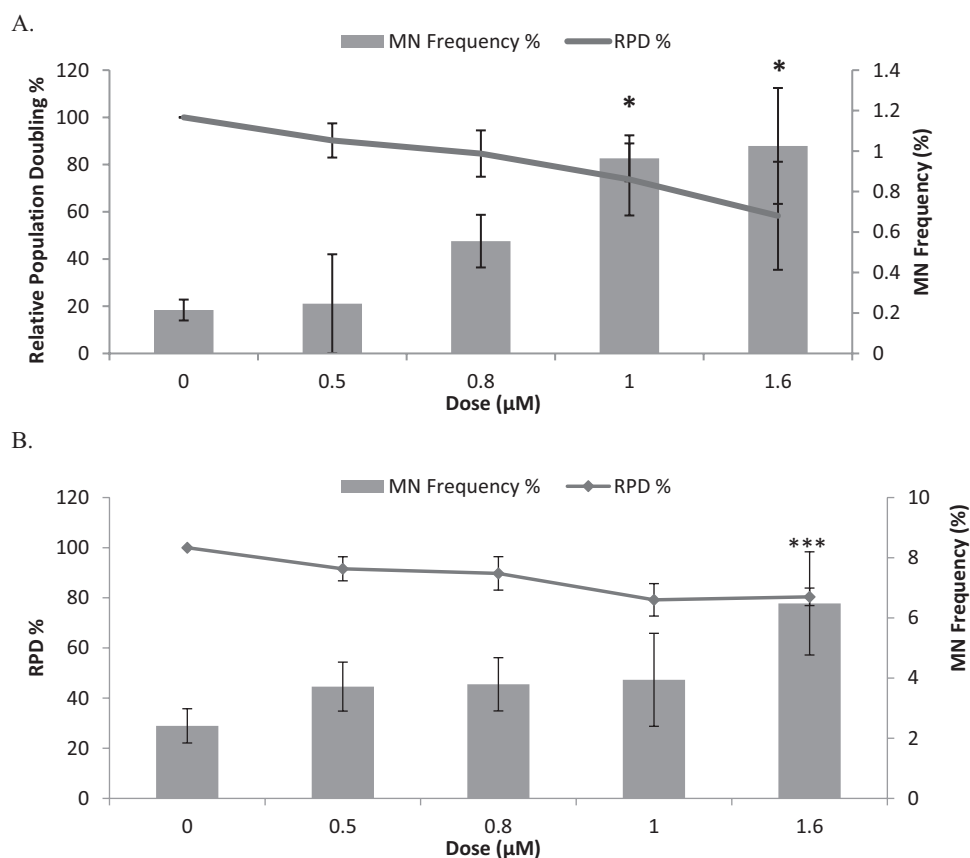 A.
MN Frequency % RPD %
120 1.4
100 1.2
80 1
60 0.8
40 0.6
20 0.4
0 0.2
0
Relative Population Doubling %
MN Frequency (%)
* *
0 0.5 0.8 1 1.6
Dose (µM)
B.
MN Frequency % RPD %
120 10
100 8
80 6
60 4
40 2
20 0
0
RPD %
MN Frequency (%)
***
0 0.5 0.8 1 1.6
Dose (µM)